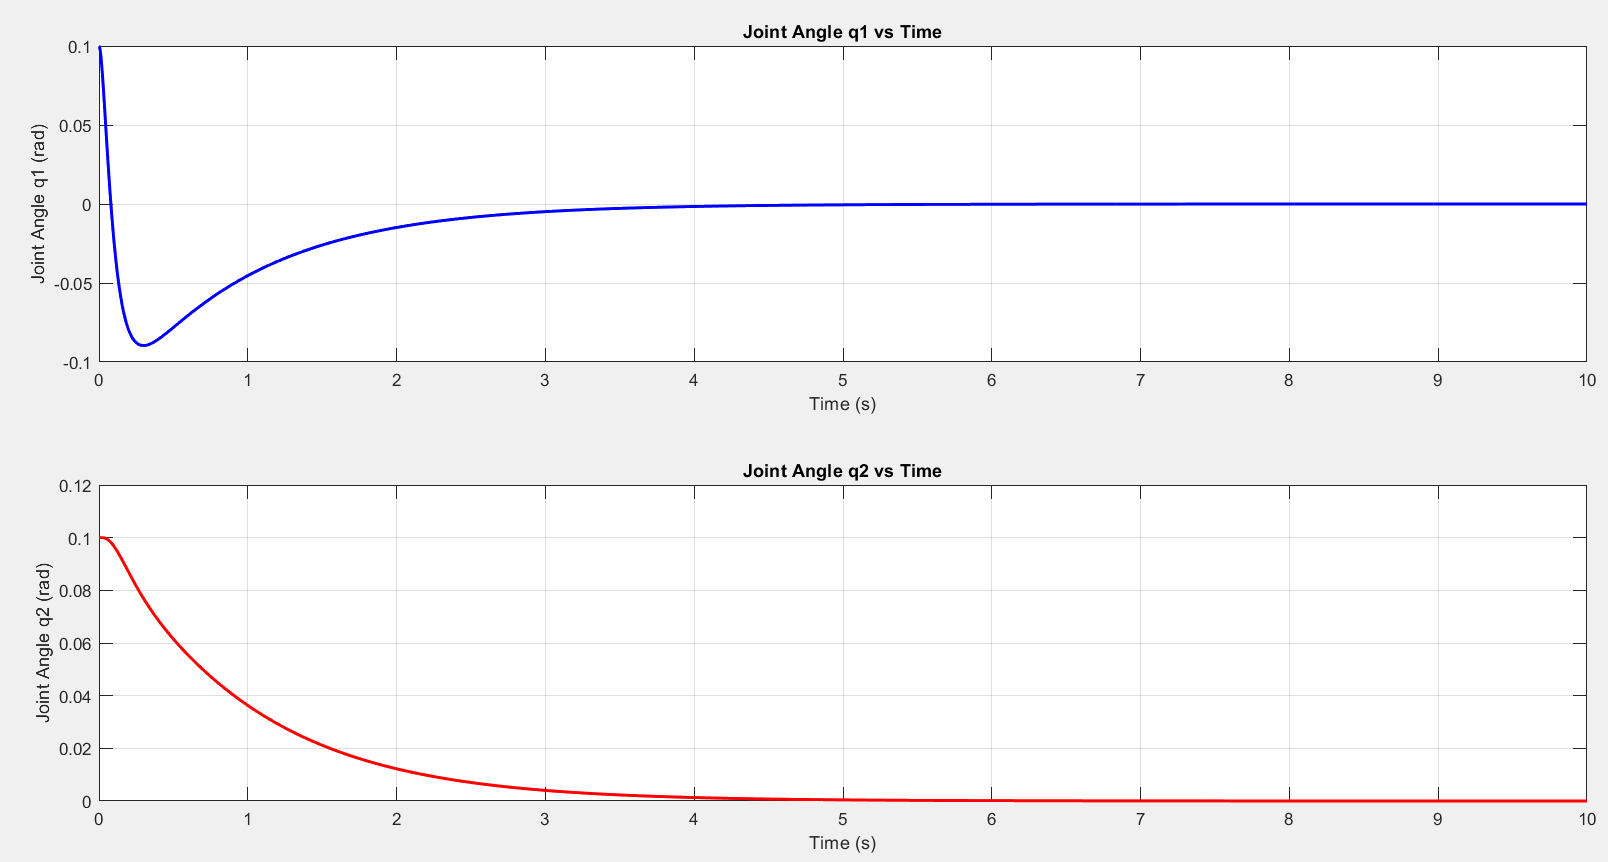 Joint Angle q1 vs Time
0.1
0.05
0
-0.05
-0.1
Joint Angle q1 (rad)
0 1 2 3 4 5 6 7 8 9 10
Time (s)
Joint Angle q2 vs Time
0.12
0.1
0.08
0.06
0.04
0.02
0
Joint Angle q2 (rad)
0 1 2 3 4 5 6 7 8 9 10
Time (s)